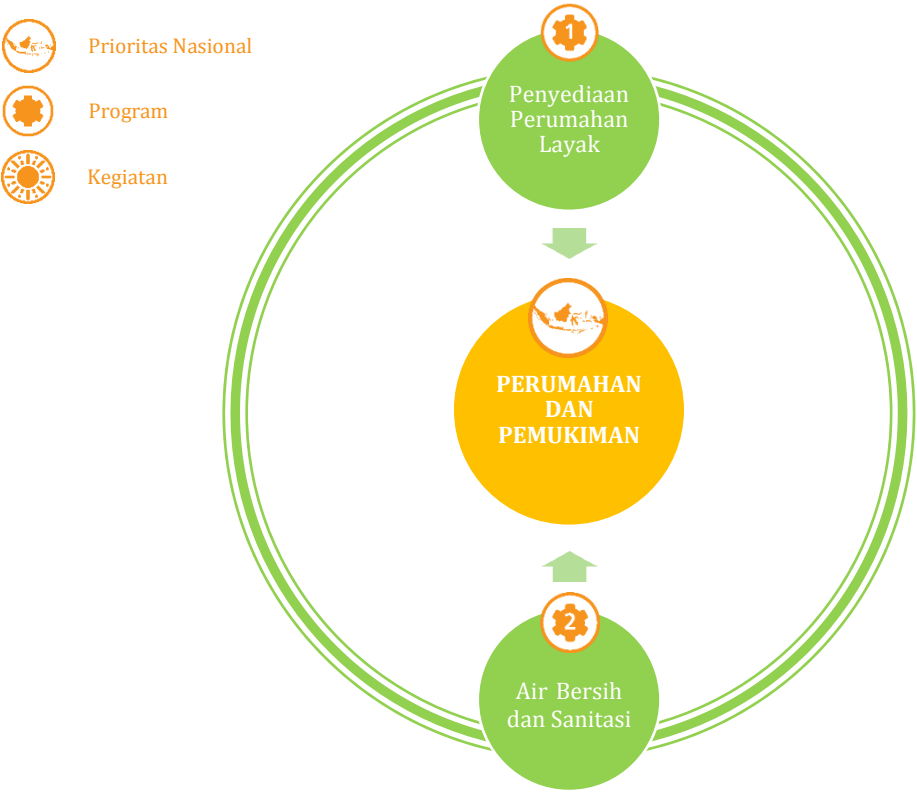 Prioritas Nasional
Program
Kegiatan
1
Penyediaan
Perumahan
Layak
PERUMAHAN
DAN
PEMUKIMAN
2
Air Bersih
dan Sanitasi